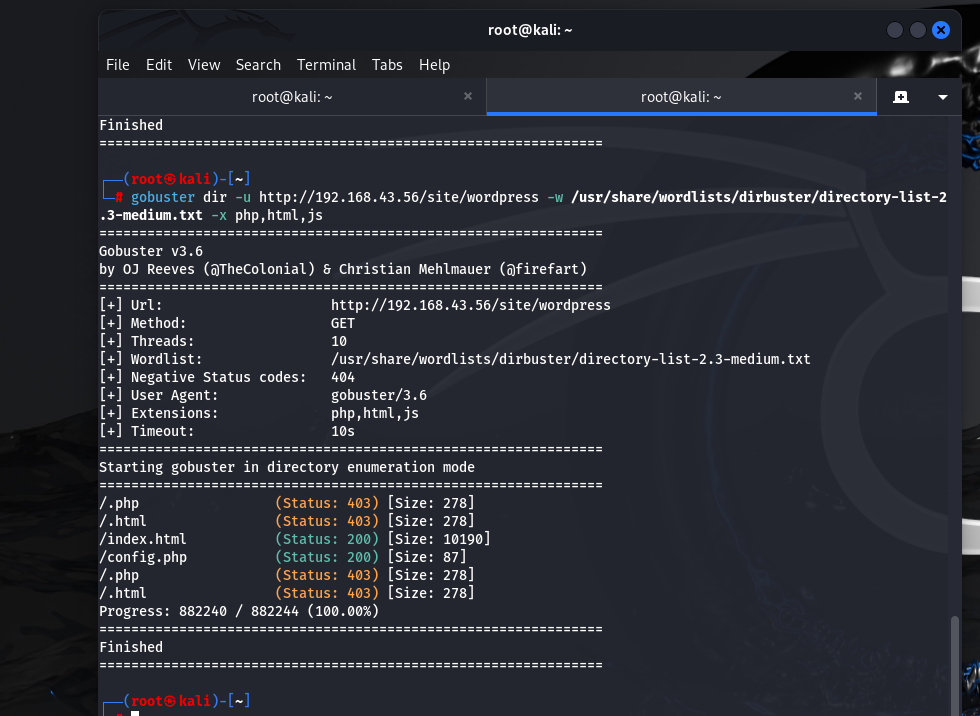 root@kali: ~
File Edit View Search Terminal Tabs Help
root@kali: ~ × root@kali: ~ ×
Finished
===============================================================
┌──(root㉿kali)-[~]
└─# gobuster dir -u http://192.168.43.56/site/wordpress -w /usr/share/wordlists/dirbuster/directory-list-2
.3-medium.txt -x php,html,js
===============================================================
Gobuster v3.6
by OJ Reeves (@TheColonial) & Christian Mehlmauer (@firefart)
===============================================================
[+] Url:                     http://192.168.43.56/site/wordpress
[+] Method:                  GET
[+] Threads:                 10
[+] Wordlist:                /usr/share/wordlists/dirbuster/directory-list-2.3-medium.txt
[+] Negative Status codes:   404
[+] User Agent:              gobuster/3.6
[+] Extensions:              php,html,js
[+] Timeout:                 10s
===============================================================
Starting gobuster in directory enumeration mode
===============================================================
/.php                 (Status: 403) [Size: 278]
/.html                (Status: 403) [Size: 278]
/index.html           (Status: 200) [Size: 10190]
/config.php           (Status: 200) [Size: 87]
/.php                 (Status: 403) [Size: 278]
/.html                (Status: 403) [Size: 278]
Progress: 882240 / 882244 (100.00%)
===============================================================
Finished
===============================================================
┌──(root㉿kali)-[~]
└─#